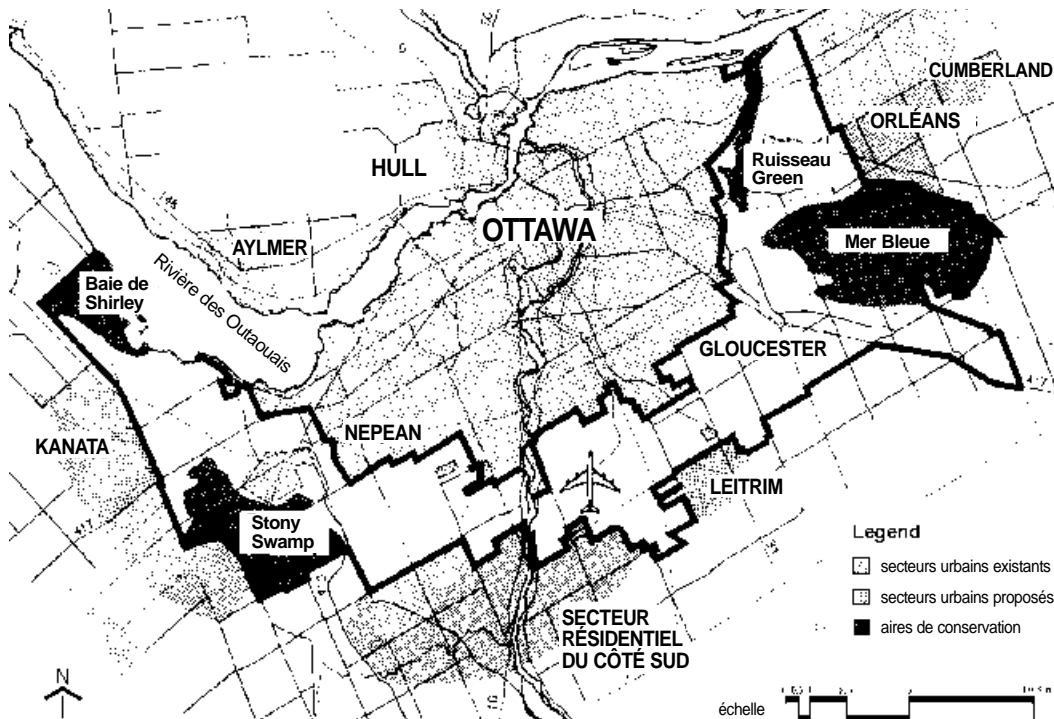 CUMBERLAND
ORLÉANS
Ruisseau
Green
HULL
OTTAWA
Mer Bleue
AYLMER
Baie de
Shirley
Rivière des Outaouais
GLOUCESTER
KANATA
NEPEAN
LEITRIM
417
Stony
Swamp
SECTEUR
RÉSIDENTIEL
DU CÔTÉ SUD
Legend
secteurs urbains existants
secteurs urbains proposés
aires de conservation
N
échelle